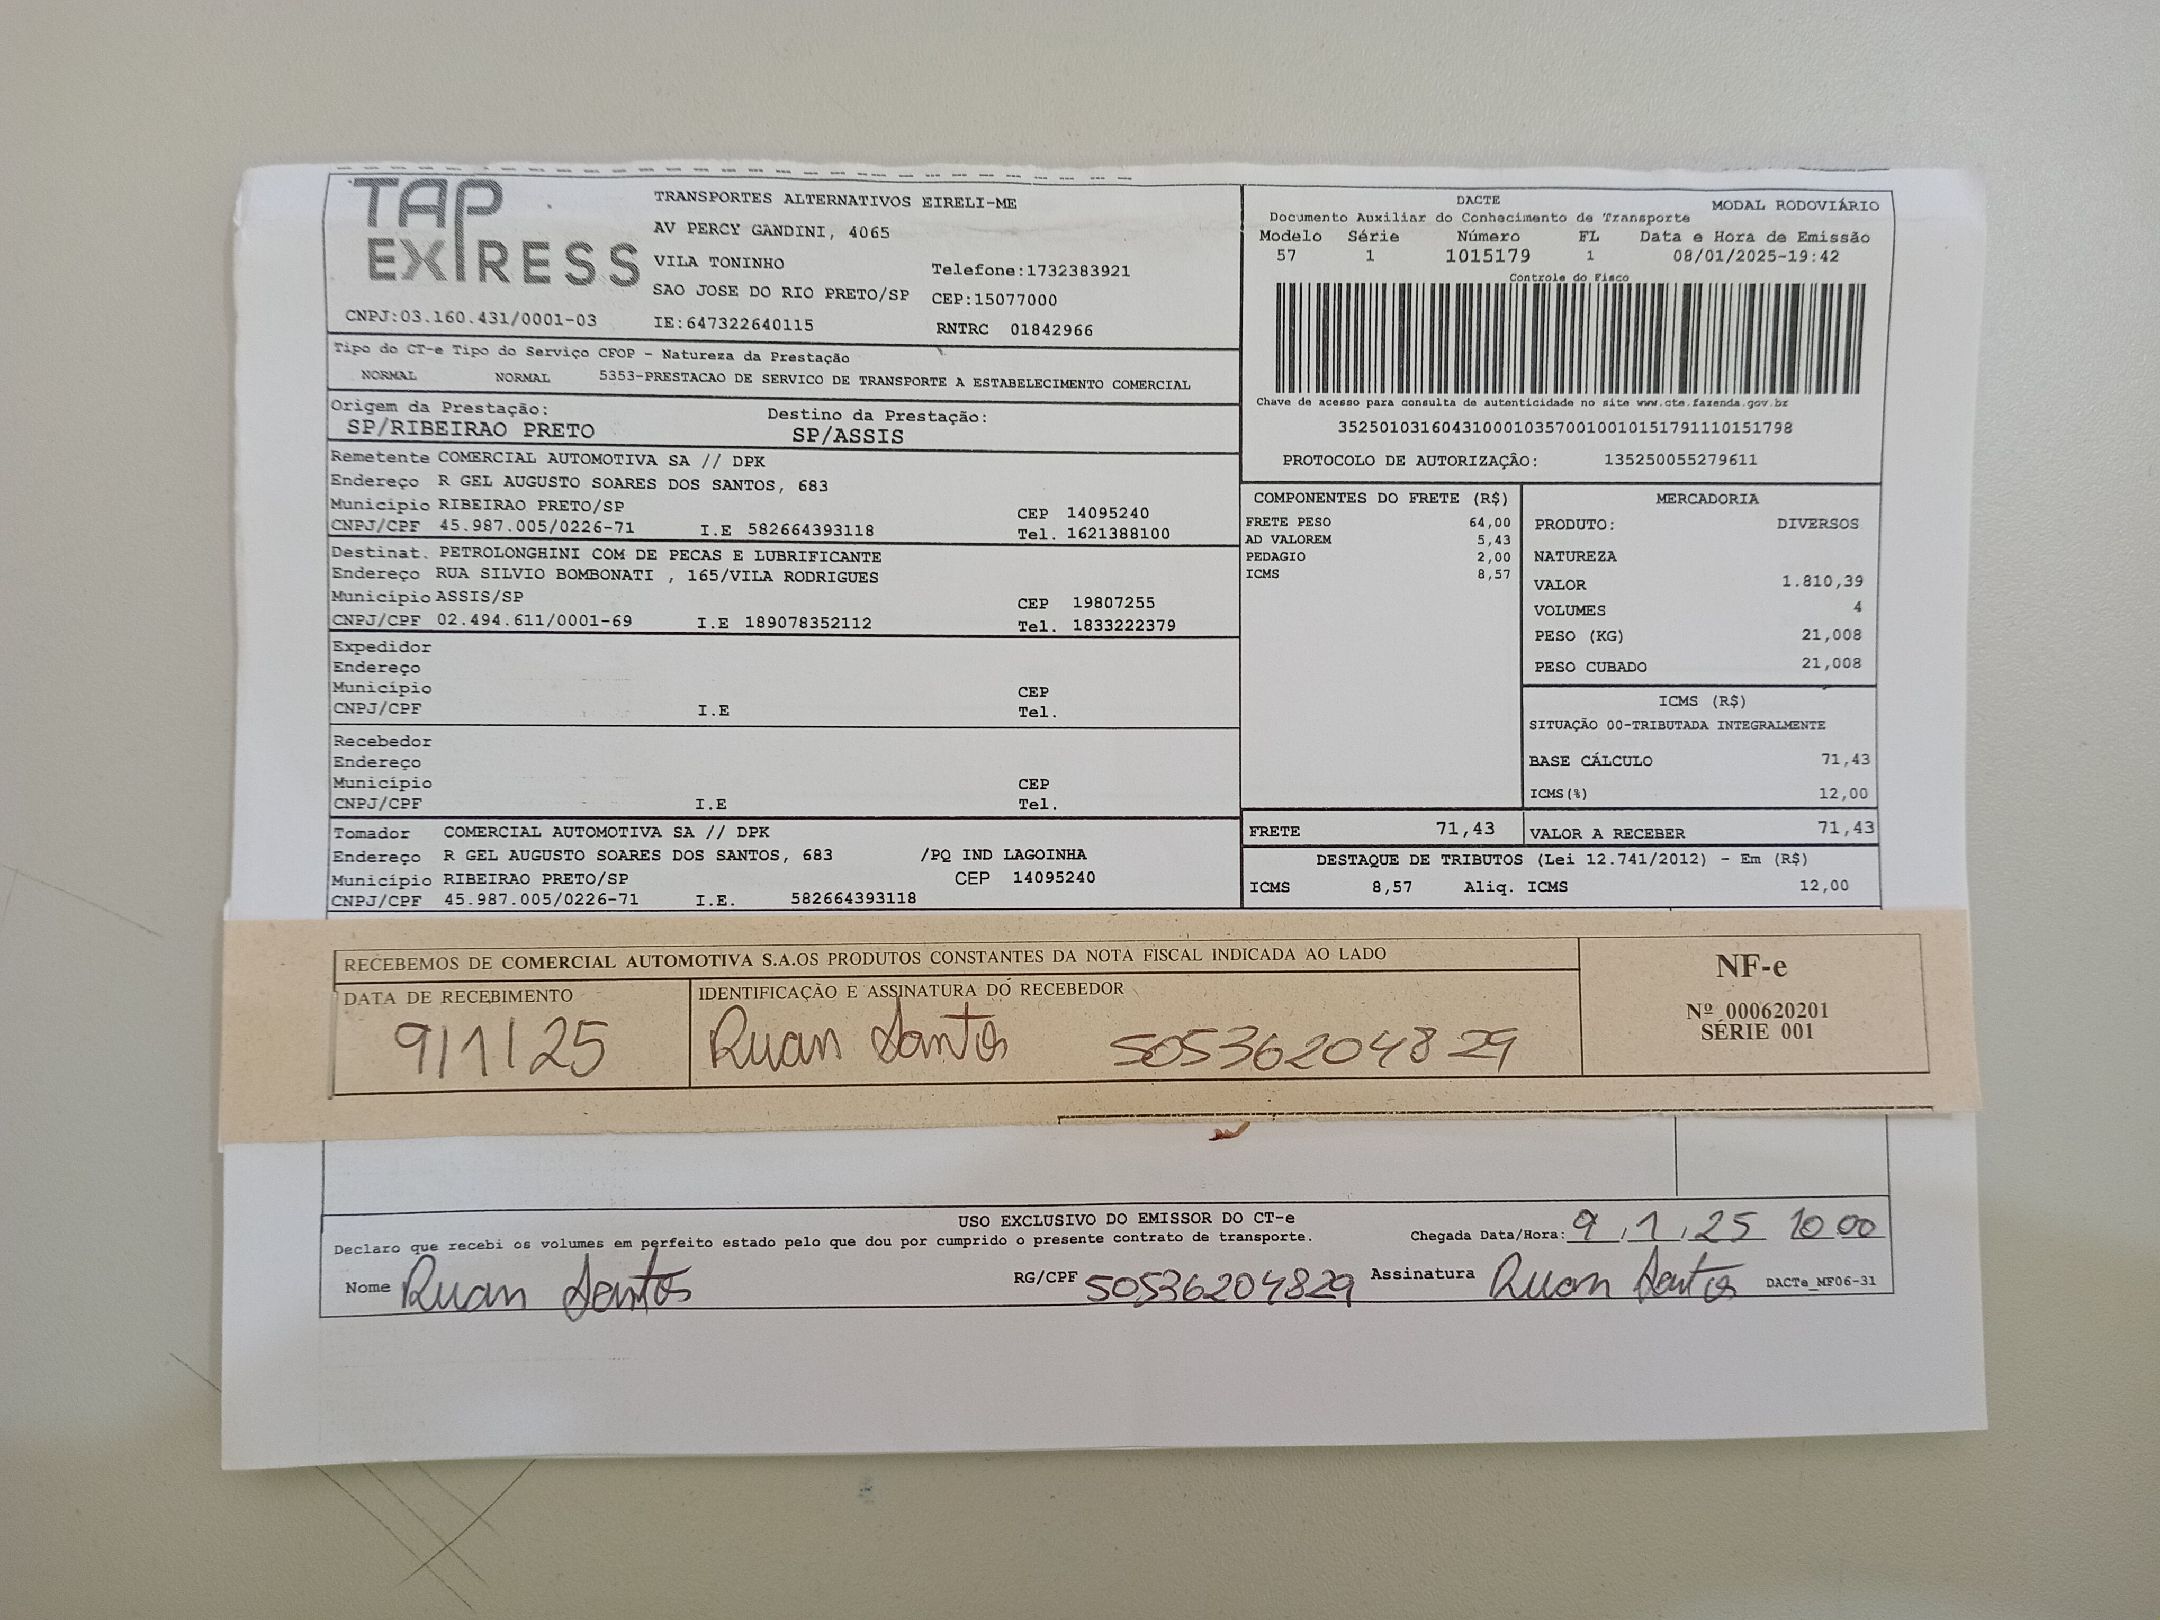 TAP EXPRESS
TRANSPORTES ALTERNATIVOS EIRELI-ME
AV PERCY GANDINI, 4065
VILA TONINHO
Telefone:1732383921
SAO JOSE DO RIO PRETO/SP CEP:15077000
CNPJ:03.160.431/0001-03 IE:647322640115 RNTRC 01842966
DACTE
MODAL RODOVIÁRIO
Documento Auxiliar do Conhecimento de Transporte
Modelo Série Número FL Data e Hora de Emissão
57 1 1015179 1 08/01/2025-19:42
Controle do Fisco
Chave de acesso para consulta de autenticidade no site www.cte.fazenda.gov.br
35250103160431000103570010010151791110151798
PROTOCOLO DE AUTORIZAÇÃO: 135250055279611
Tipo do CT-e Tipo do Serviço CFOP - Natureza da Prestação
NORMAL NORMAL 5353-PRESTACAO DE SERVICO DE TRANSPORTE A ESTABELECIMENTO COMERCIAL
Origem da Prestação: Destino da Prestação:
SP/RIBEIRAO PRETO SP/ASSIS
Remetente COMERCIAL AUTOMOTIVA SA // DPK
Endereço R GEL AUGUSTO SOARES DOS SANTOS, 683
Município RIBEIRAO PRETO/SP CEP 14095240
CNPJ/CPF 45.987.005/0226-71 I.E 582664393118 Tel. 1621388100
Destinat. PETROLONGHINI COM DE PECAS E LUBRIFICANTE
Endereço RUA SILVIO BOMBONATI , 165/VILA RODRIGUES
Município ASSIS/SP CEP 19807255
CNPJ/CPF 02.494.611/0001-69 I.E 189078352112 Tel. 1833222379
Expedidor
Endereço
Município CEP
CNPJ/CPF I.E Tel.
Recebedor
Endereço
Município CEP
CNPJ/CPF I.E Tel.
Tomador COMERCIAL AUTOMOTIVA SA // DPK
Endereço R GEL AUGUSTO SOARES DOS SANTOS, 683 /PQ IND LAGOINHA
Município RIBEIRAO PRETO/SP CEP 14095240
CNPJ/CPF 45.987.005/0226-71 I.E. 582664393118
COMPONENTES DO FRETE (R$)
FRETE PESO 64,00
AD VALOREM 5,43
PEDAGIO 2,00
ICMS 8,57
MERCADORIA
PRODUTO: DIVERSOS
NATUREZA
VALOR 1.810,39
VOLUMES 4
PESO (KG) 21,008
PESO CUBADO 21,008
ICMS (R$)
SITUAÇÃO 00-TRIBUTADA INTEGRALMENTE
BASE CÁLCULO 71,43
ICMS(%) 12,00
FRETE 71,43 VALOR A RECEBER 71,43
DESTAQUE DE TRIBUTOS (Lei 12.741/2012) - Em (R$)
ICMS 8,57 Aliq. ICMS 12,00
RECEBEMOS DE COMERCIAL AUTOMOTIVA S.A.OS PRODUTOS CONSTANTES DA NOTA FISCAL INDICADA AO LADO
DATA DE RECEBIMENTO IDENTIFICAÇÃO E ASSINATURA DO RECEBEDOR
9/1/25 Ruan Santos 50536204829
NF-e
Nº 000620201
SÉRIE 001
USO EXCLUSIVO DO EMISSOR DO CT-e
Declaro que recebi os volumes em perfeito estado pelo que dou por cumprido o presente contrato de transporte. Chegada Data/Hora: 9/1/25 10 00
Nome Ruan Santos RG/CPF 50536204829 Assinatura Ruan Santos DACTe_MF06-31